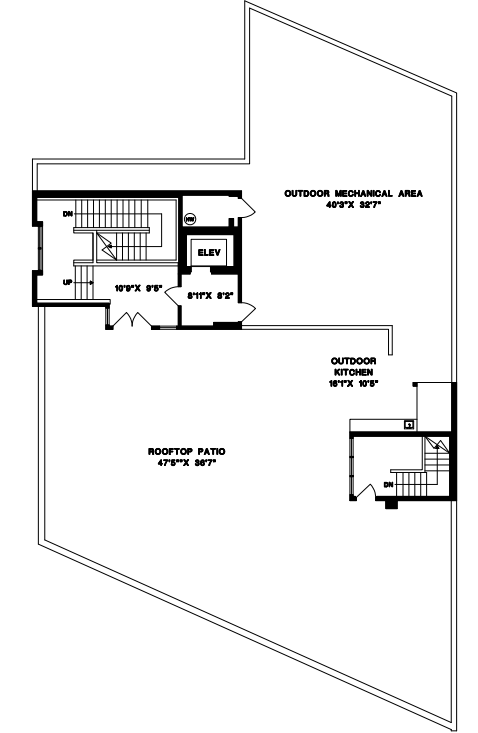 OUTDOOR MECHANICAL AREA
40'3"X 32'7"
DN
HW
ELEV
UP
10'9"X 9'5"
8'11"X 8'2"
OUTDOOR
KITCHEN
16'1"X 10'5"
ROOFTOP PATIO
47'5""X 36'7"
DN